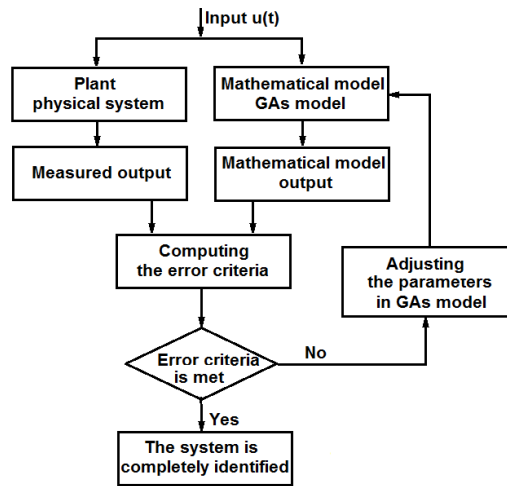 Input u(t)
Plant
physical system
Mathematical model
GAs model
Measured output
Mathematical model
output
Computing
the error criteria
Adjusting
the parameters
in GAs model
Error criteria
is met
No
Yes
The system is
completely identified